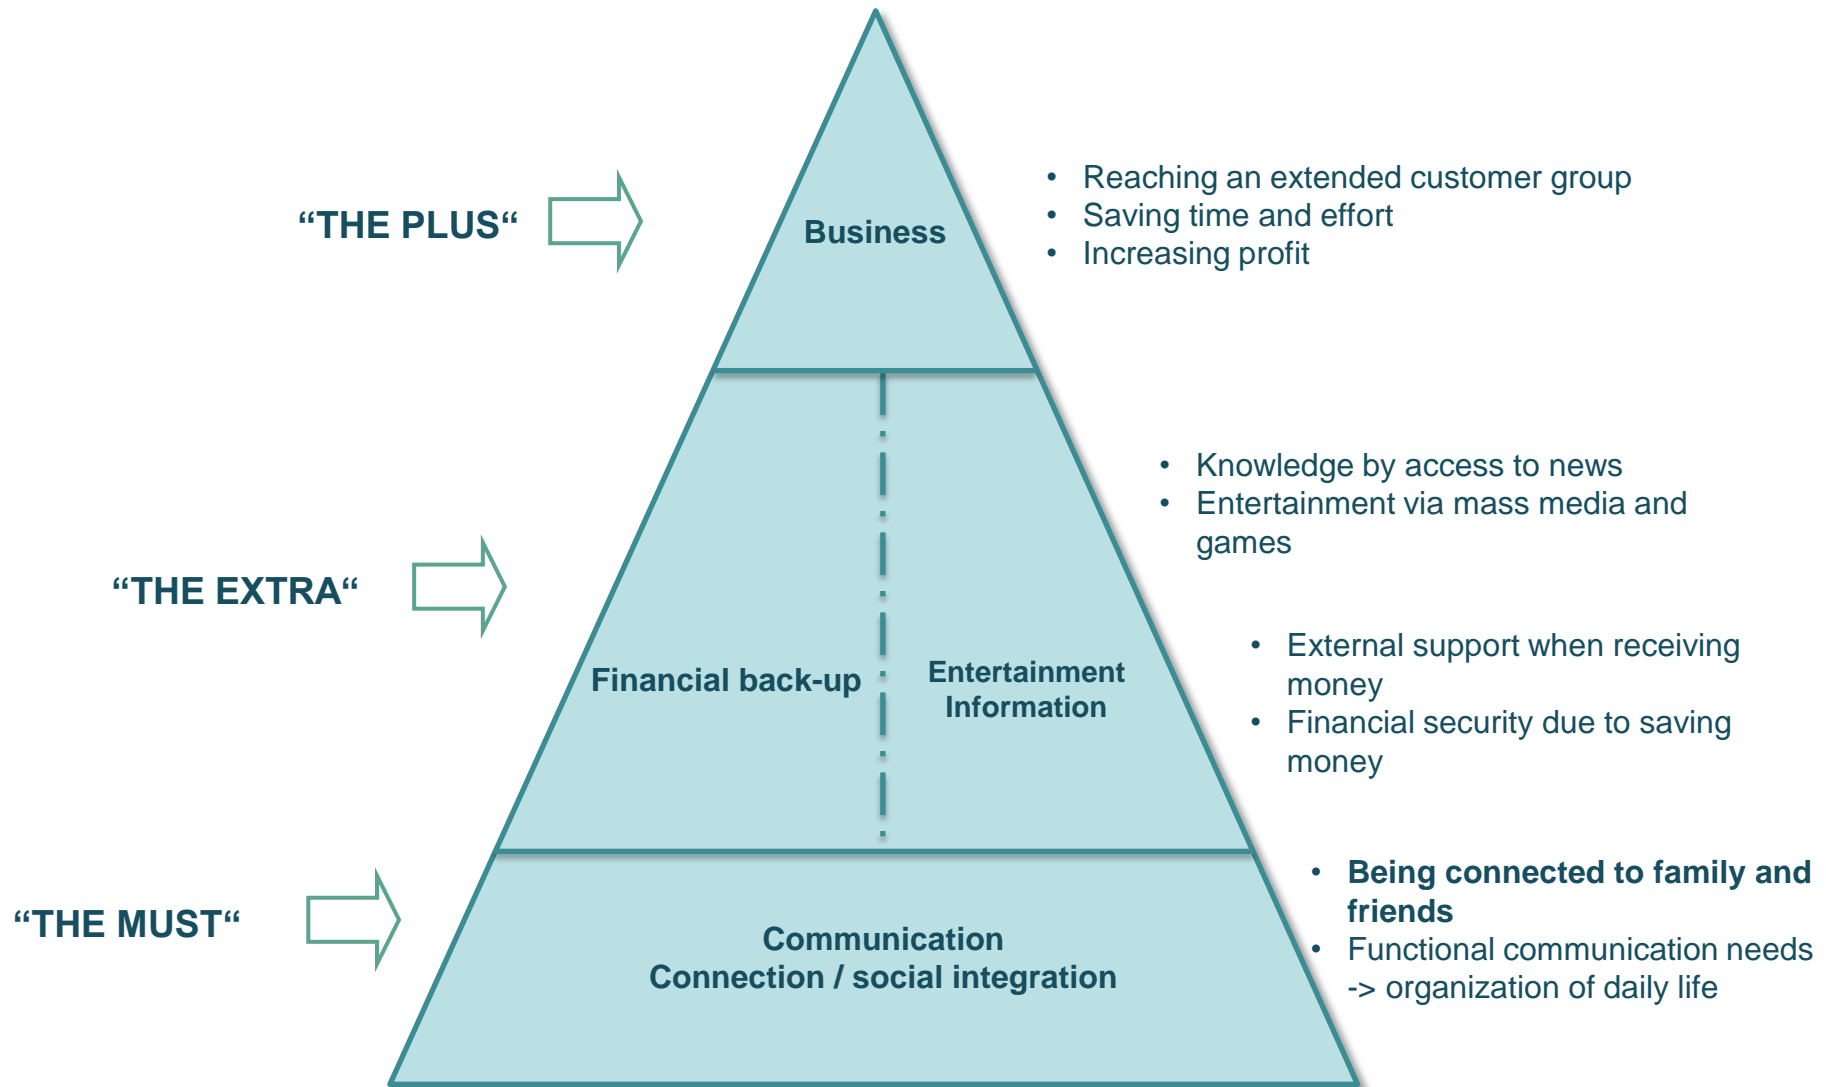 “THE PLUS“
Business
• Reaching an extended customer group
• Saving time and effort
• Increasing profit
“THE EXTRA“
Financial back-up
Entertainment
Information
• Knowledge by access to news
• Entertainment via mass media and
games
• External support when receiving
money
• Financial security due to saving
money
“THE MUST“
Communication
Connection / social integration
• Being connected to family and
friends
• Functional communication needs
-> organization of daily life